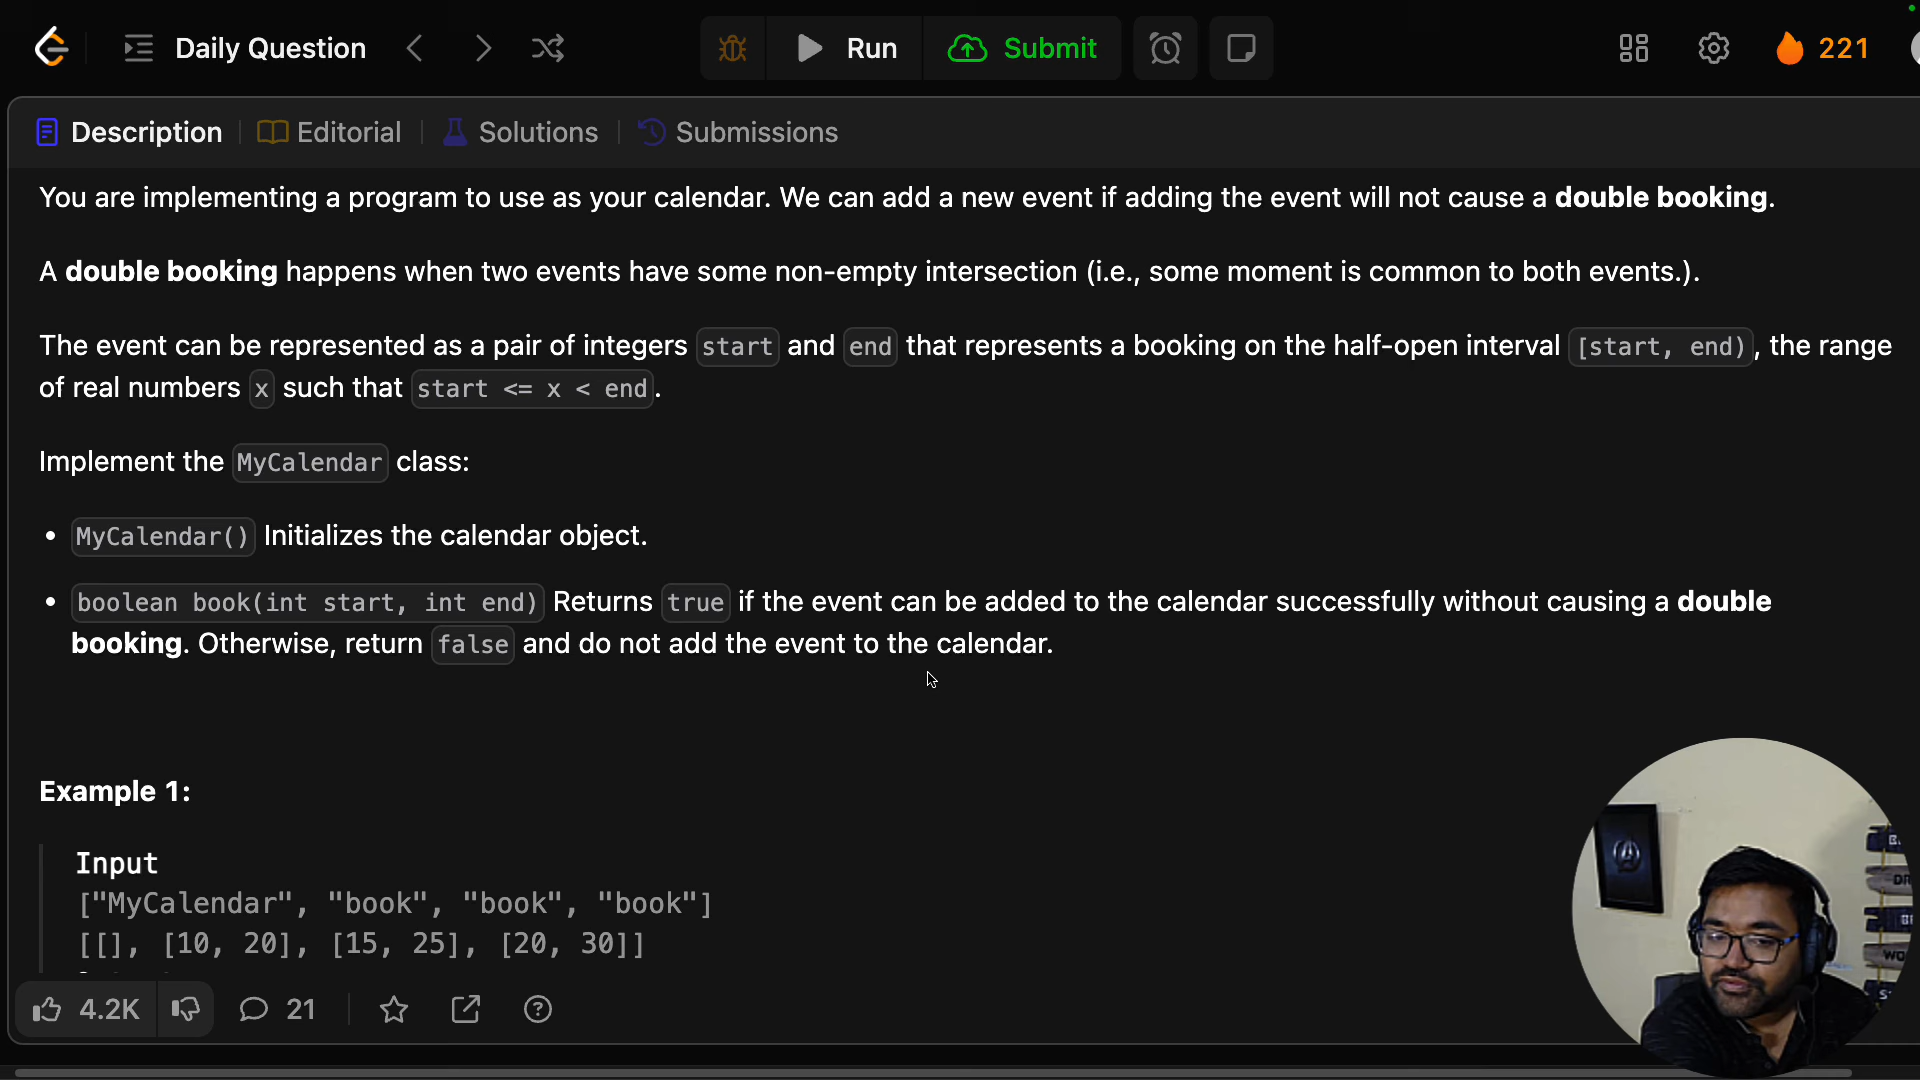 Daily Question
Run
Submit
221
Description
Editorial
Solutions
Submissions
You are implementing a program to use as your calendar. We can add a new event if adding the event will not cause a double booking.
A double booking happens when two events have some non-empty intersection (i.e., some moment is common to both events.).
The event can be represented as a pair of integers start and end that represents a booking on the half-open interval [start, end), the range
of real numbers x such that start <= x < end.
Implement the MyCalendar class:
• MyCalendar() Initializes the calendar object.
• boolean book(int start, int end) Returns true if the event can be added to the calendar successfully without causing a double
booking. Otherwise, return false and do not add the event to the calendar.
Example 1:
Input
["MyCalendar", "book", "book", "book"]
[[], [10, 20], [15, 25], [20, 30]]
4.2K
21